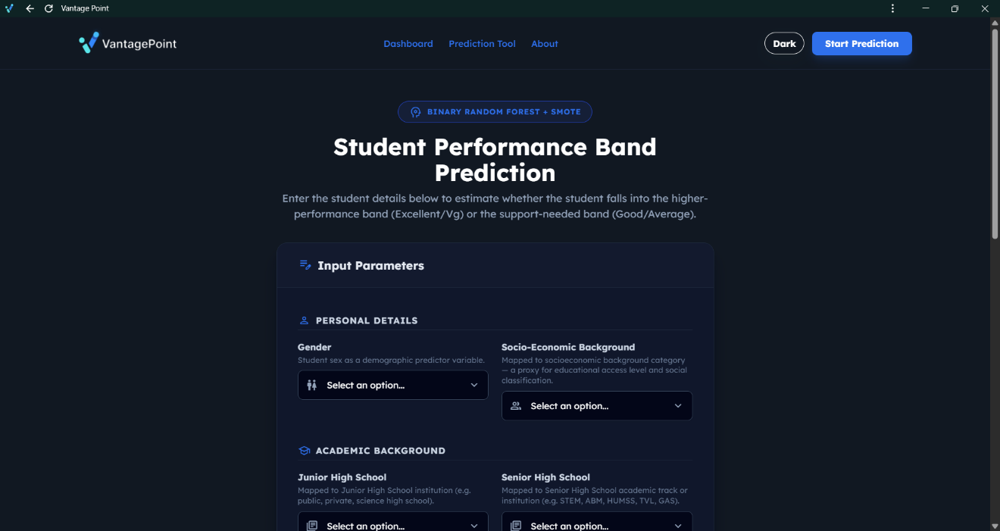 Vantage Point
VantagePoint
Dashboard Prediction Tool About
Dark
Start Prediction
BINARY RANDOM FOREST + SMOTE
Student Performance Band
Prediction
Enter the student details below to estimate whether the student falls into the higher-
performance band (Excellent/Vg) or the support-needed band (Good/Average).
Input Parameters
PERSONAL DETAILS
Gender
Student sex as a demographic predictor variable.
Select an option...
Socio-Economic Background
Mapped to socioeconomic background category
— a proxy for educational access level and social
classification.
Select an option...
ACADEMIC BACKGROUND
Junior High School
Mapped to Junior High School institution (e.g.
public, private, science high school).
Select an option...
Senior High School
Mapped to Senior High School academic track or
institution (e.g. STEM, ABM, HUMSS, TVL, GAS).
Select an option...